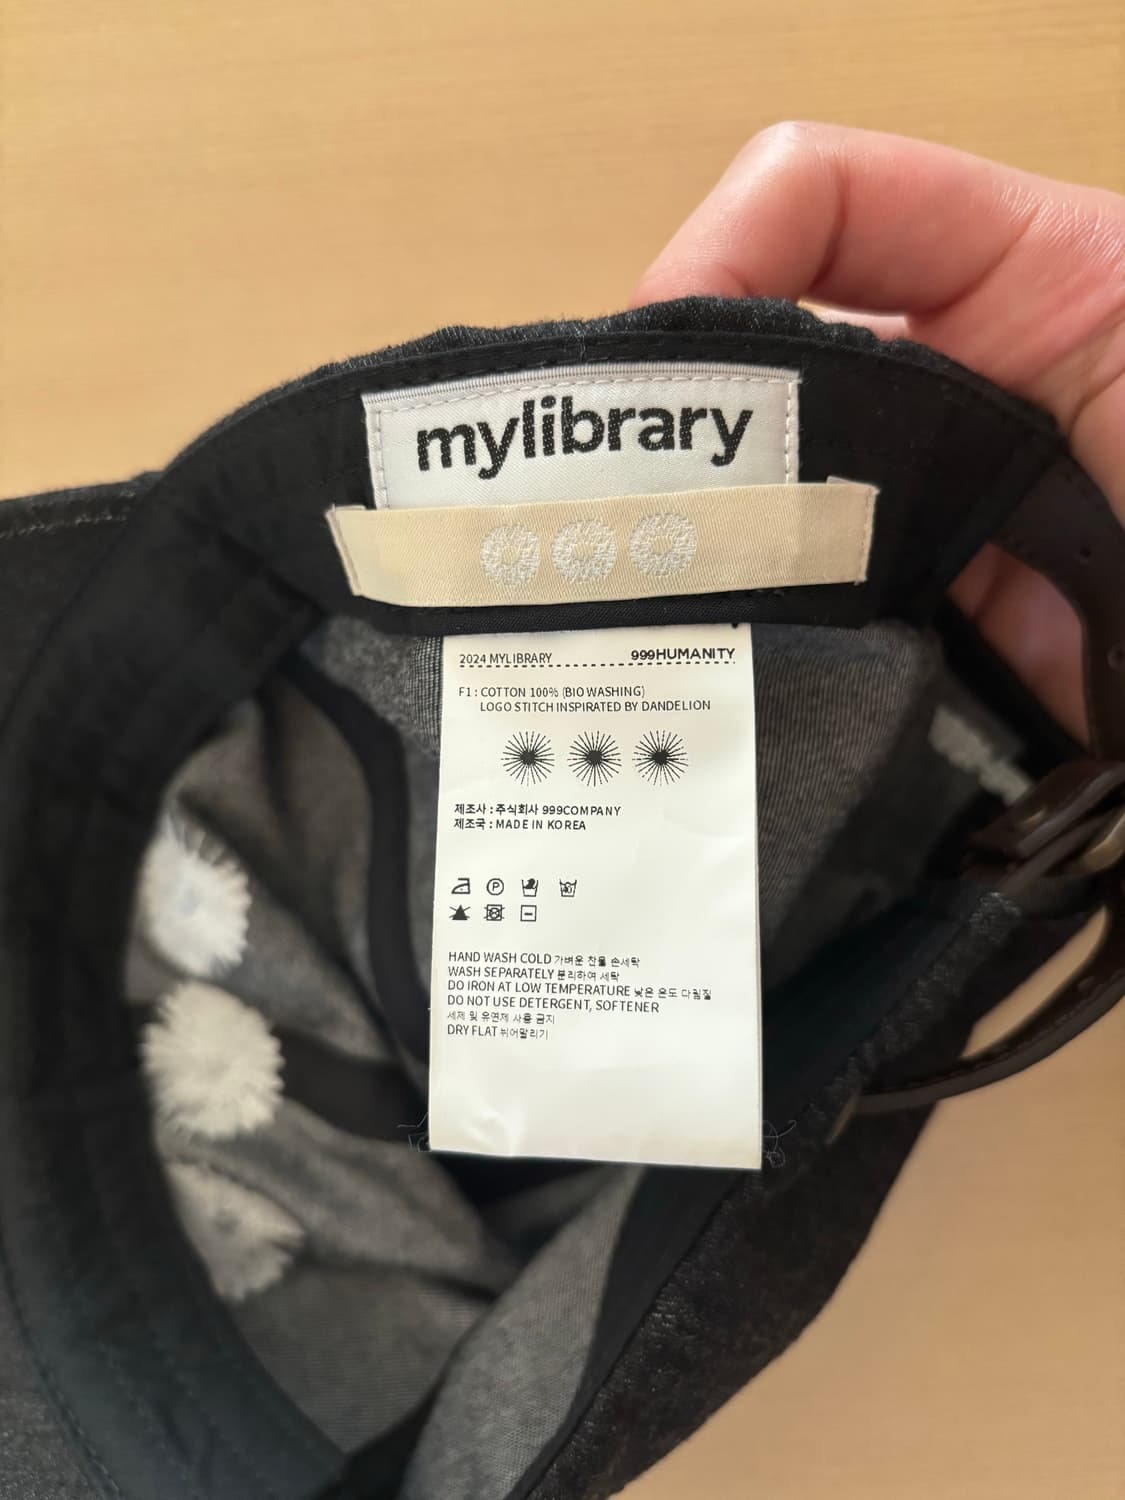 mylibrary
2024 MYLIBRARY 999HUMANITY
F1 : COTTON 100% (BIO WASHING)
LOGO STITCH INSPIRATED BY DANDELION
제조사 : 주식회사 999COMPANY
제조국 : MADE IN KOREA
HAND WASH COLD 가벼운 찬물 손세탁
WASH SEPARATELY 분리하여 세탁
DO IRON AT LOW TEMPERATURE 낮은 온도 다림질
DO NOT USE DETERGENT, SOFTENER
세제 및 유연제 사용 금지
DRY FLAT 뉘어말리기